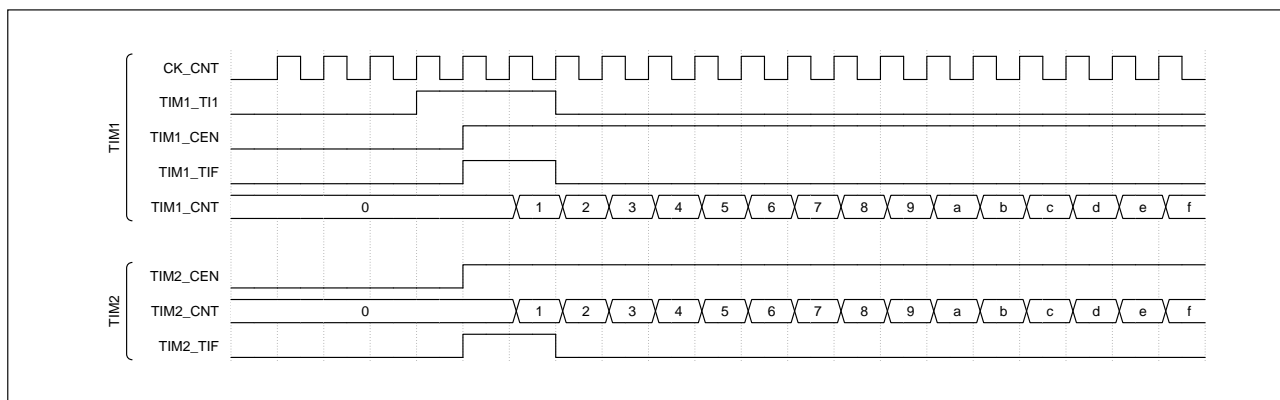 CK_CNT
TIM1_TI1
TIM1_CEN
TIM1_TIF
TIM1_CNT 0 1 2 3 4 5 6 7 8 9 a b c d e f
TIM1
TIM2_CEN
TIM2_CNT 0 1 2 3 4 5 6 7 8 9 a b c d e f
TIM2_TIF
TIM2